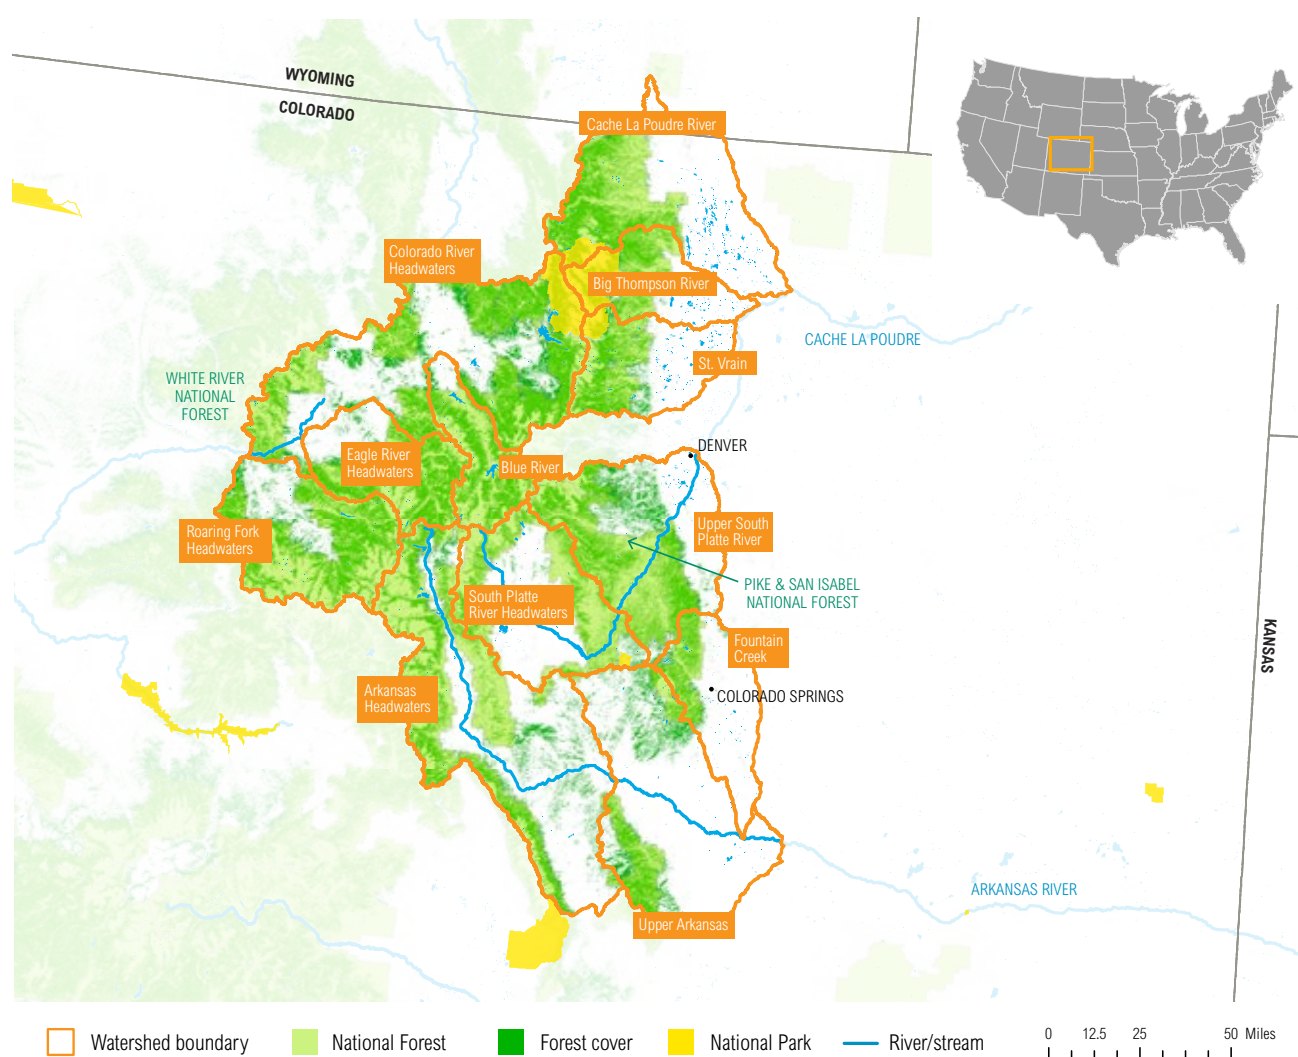 WYOMING
COLORADO
Cache La Poudre River
Colorado River
Headwaters
Big Thompson River
CACHE LA POUDRE
St. Vrain
WHITE RIVER
NATIONAL
FOREST
DENVER
Eagle River
Headwaters
Blue River
Roaring Fork
Headwaters
Upper South
Platte River
South Platte
River Headwaters
PIKE & SAN ISABEL
NATIONAL FOREST
Fountain
Creek
KANSAS
Arkansas
Headwaters
COLORADO SPRINGS
ARKANSAS RIVER
Upper Arkansas
Watershed boundary
National Forest
Forest cover
National Park
River/stream
0 12.5 25 50 Miles